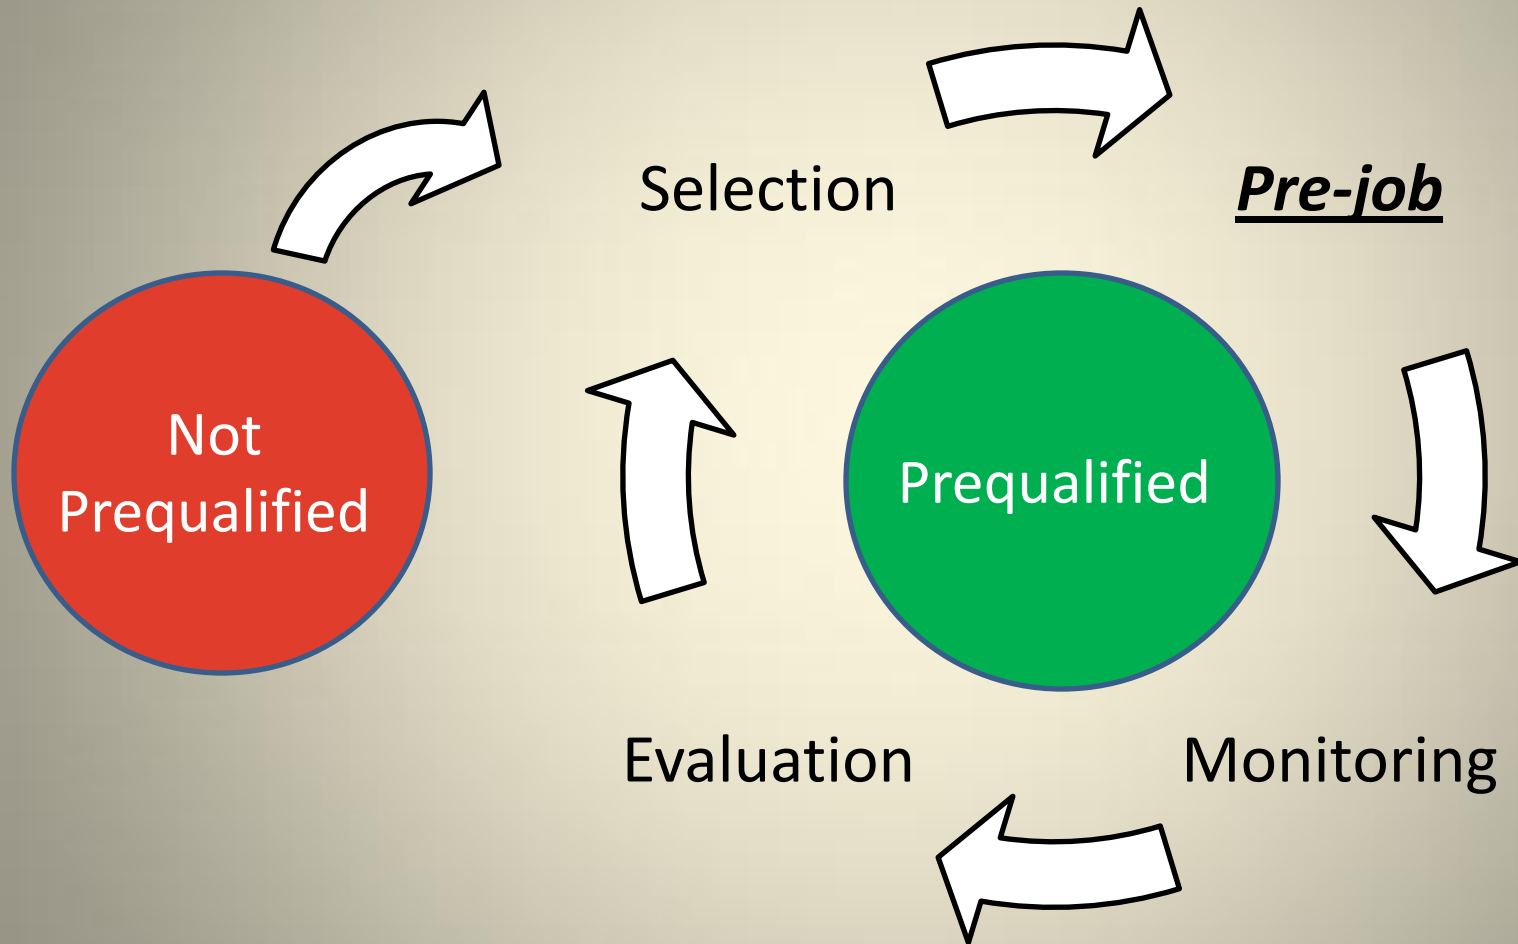 Selection
Pre-job
Not
Prequalified
Prequalified
Evaluation
Monitoring